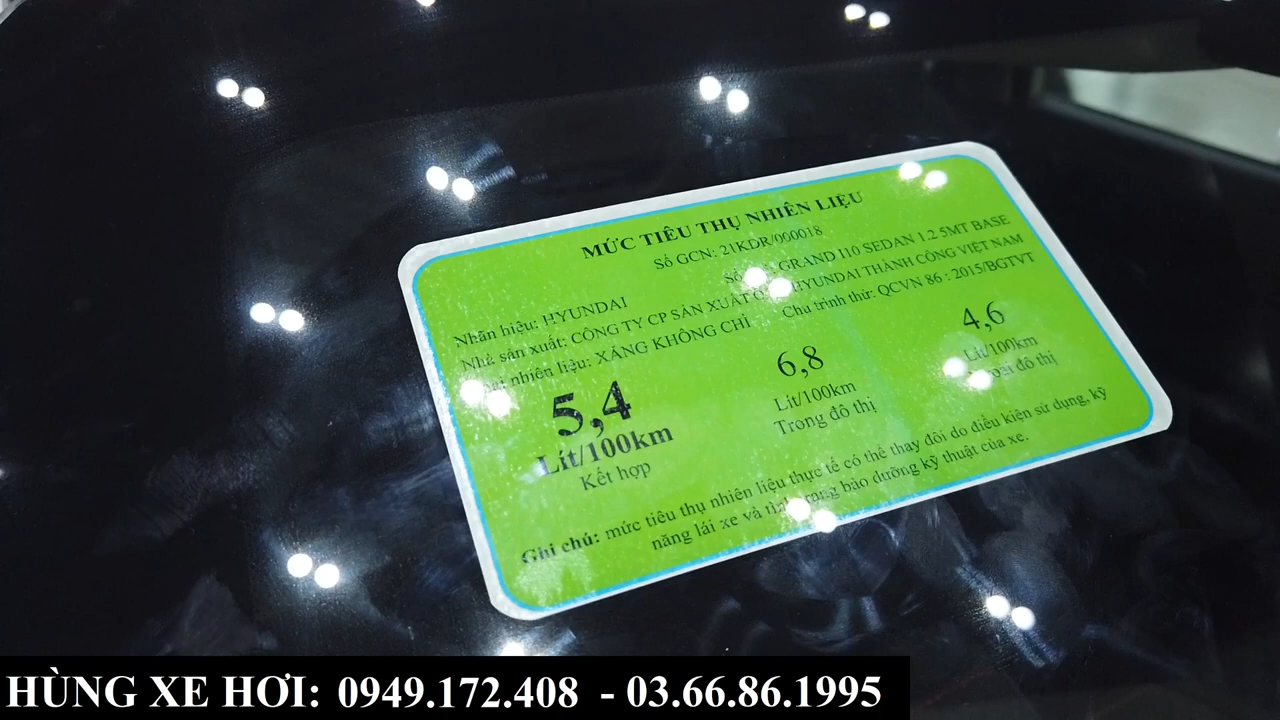 MỨC TIÊU THỤ NHIÊN LIỆU
Số GCN: 21KDR/000018
Nhãn hiệu: HYUNDAI Số GRAND I10 SEDAN 1.2 5MT BASE
Nhà sản xuất: CÔNG TY CP SẢN XUẤT HYUNDAI THÀNH CÔNG VIỆT NAM
nhiên liệu: XĂNG KHÔNG CHÌ Chu trình thử: QCVN 86 : 2015/BGTVT
5,4 6,8 4,6
Lít/100km Lít/100km Lít/100km
Kết hợp Trong đô thị đô thị
Ghi chú: mức tiêu thụ nhiên liệu thực tế có thể thay đổi do điều kiện sử dụng, kỹ
năng lái xe và trạng bảo dưỡng kỹ thuật của xe.
HÙNG XE HƠI: 0949.172.408 - 03.66.86.1995